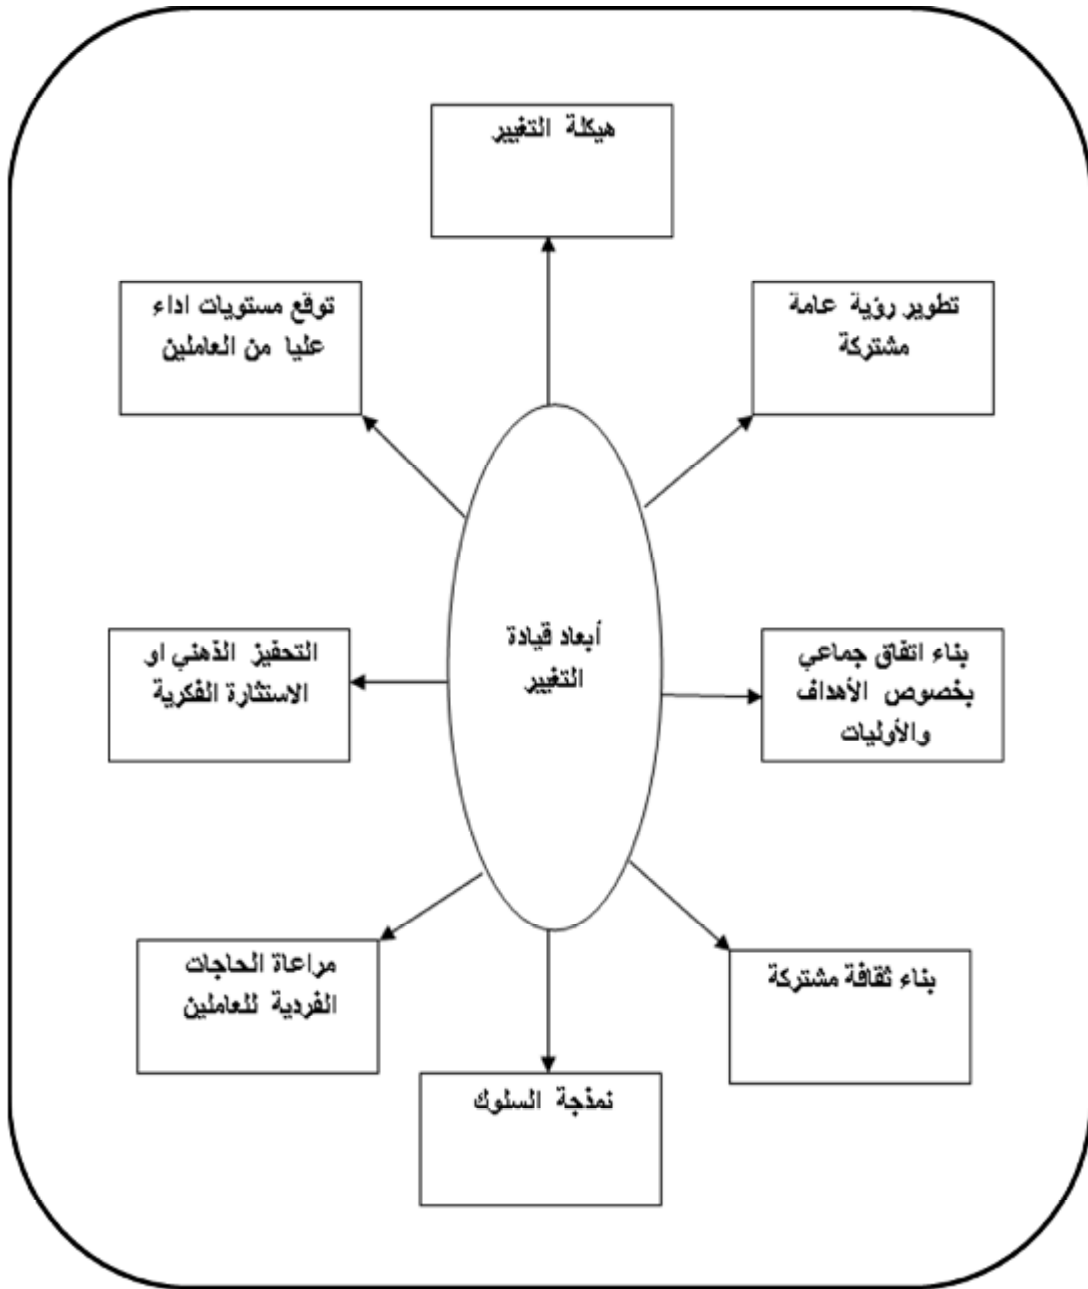 هيكلة التغيير
تطوير رؤية عامة
مشتركة
توقع مستويات اداء
عليا من العاملين
أبعاد قيادة
التغيير
بناء اتفاق جماعي
بخصوص الأهداف
والأوليات
التحفيز الذهني او
الاستثارة الفكرية
بناء ثقافة مشتركة
مراعاة الحاجات
الفردية للعاملين
نمذجة السلوك